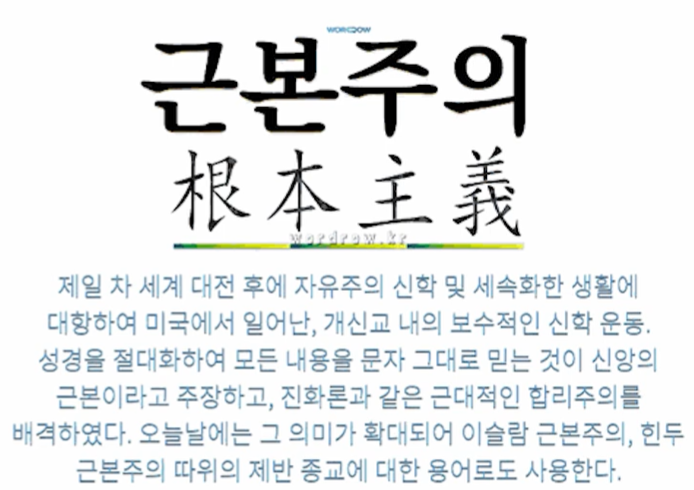 WORDROW
근본주의
根本主義
wordrow.kr
제일 차 세계 대전 후에 자유주의 신학 및 세속화한 생활에
대항하여 미국에서 일어난, 개신교 내의 보수적인 신학 운동.
성경을 절대화하여 모든 내용을 문자 그대로 믿는 것이 신앙의
근본이라고 주장하고, 진화론과 같은 근대적인 합리주의를
배격하였다. 오늘날에는 그 의미가 확대되어 이슬람 근본주의, 힌두
근본주의 따위의 제반 종교에 대한 용어로도 사용한다.